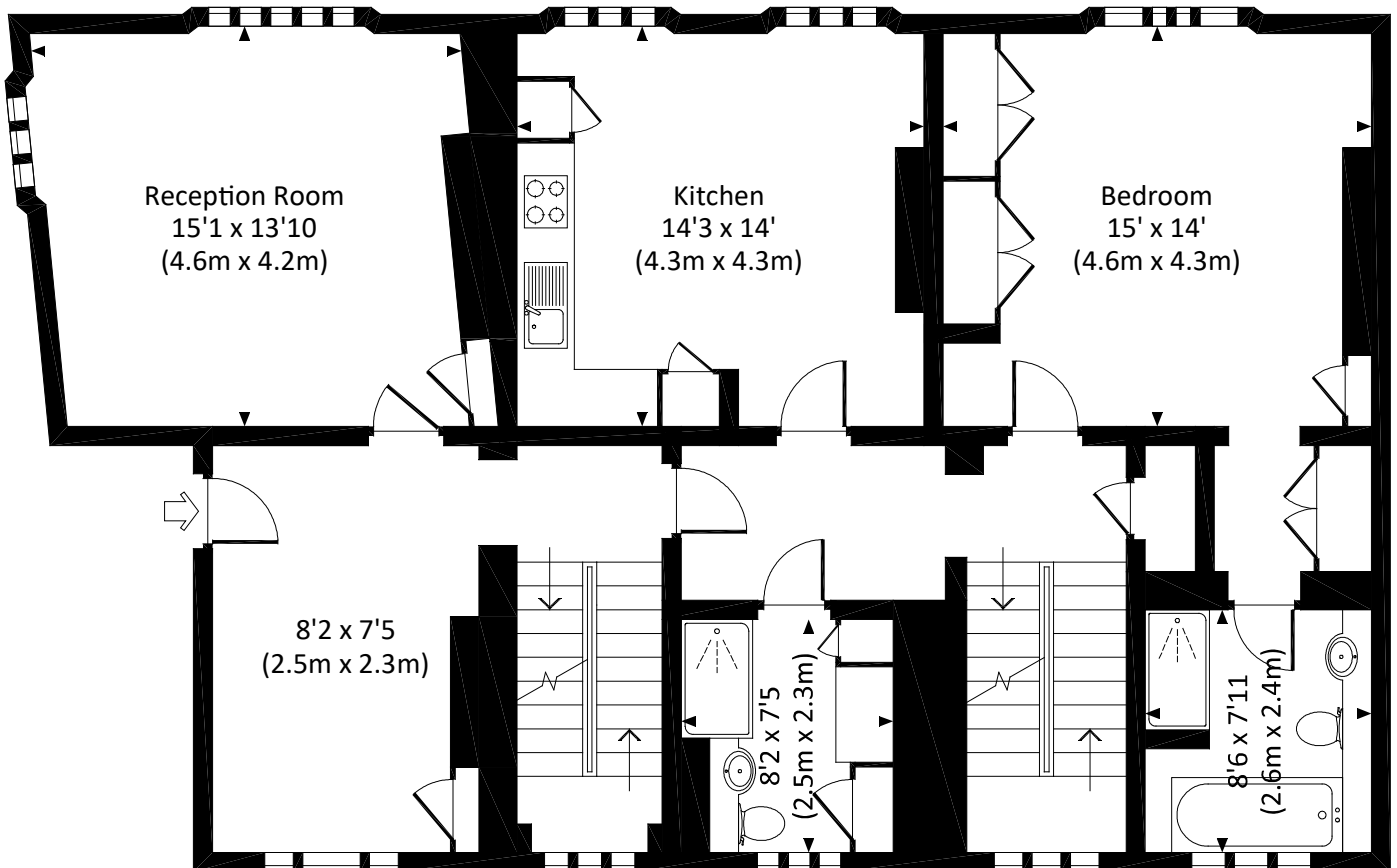 Reception Room
15'1 x 13'10
(4.6m x 4.2m)
Kitchen
14'3 x 14'
(4.3m x 4.3m)
Bedroom
15' x 14'
(4.6m x 4.3m)
8'2 x 7'5
(2.5m x 2.3m)
8'2 x 7'5
(2.5m x 2.3m)
8'6 x 7'11
(2.6m x 2.4m)